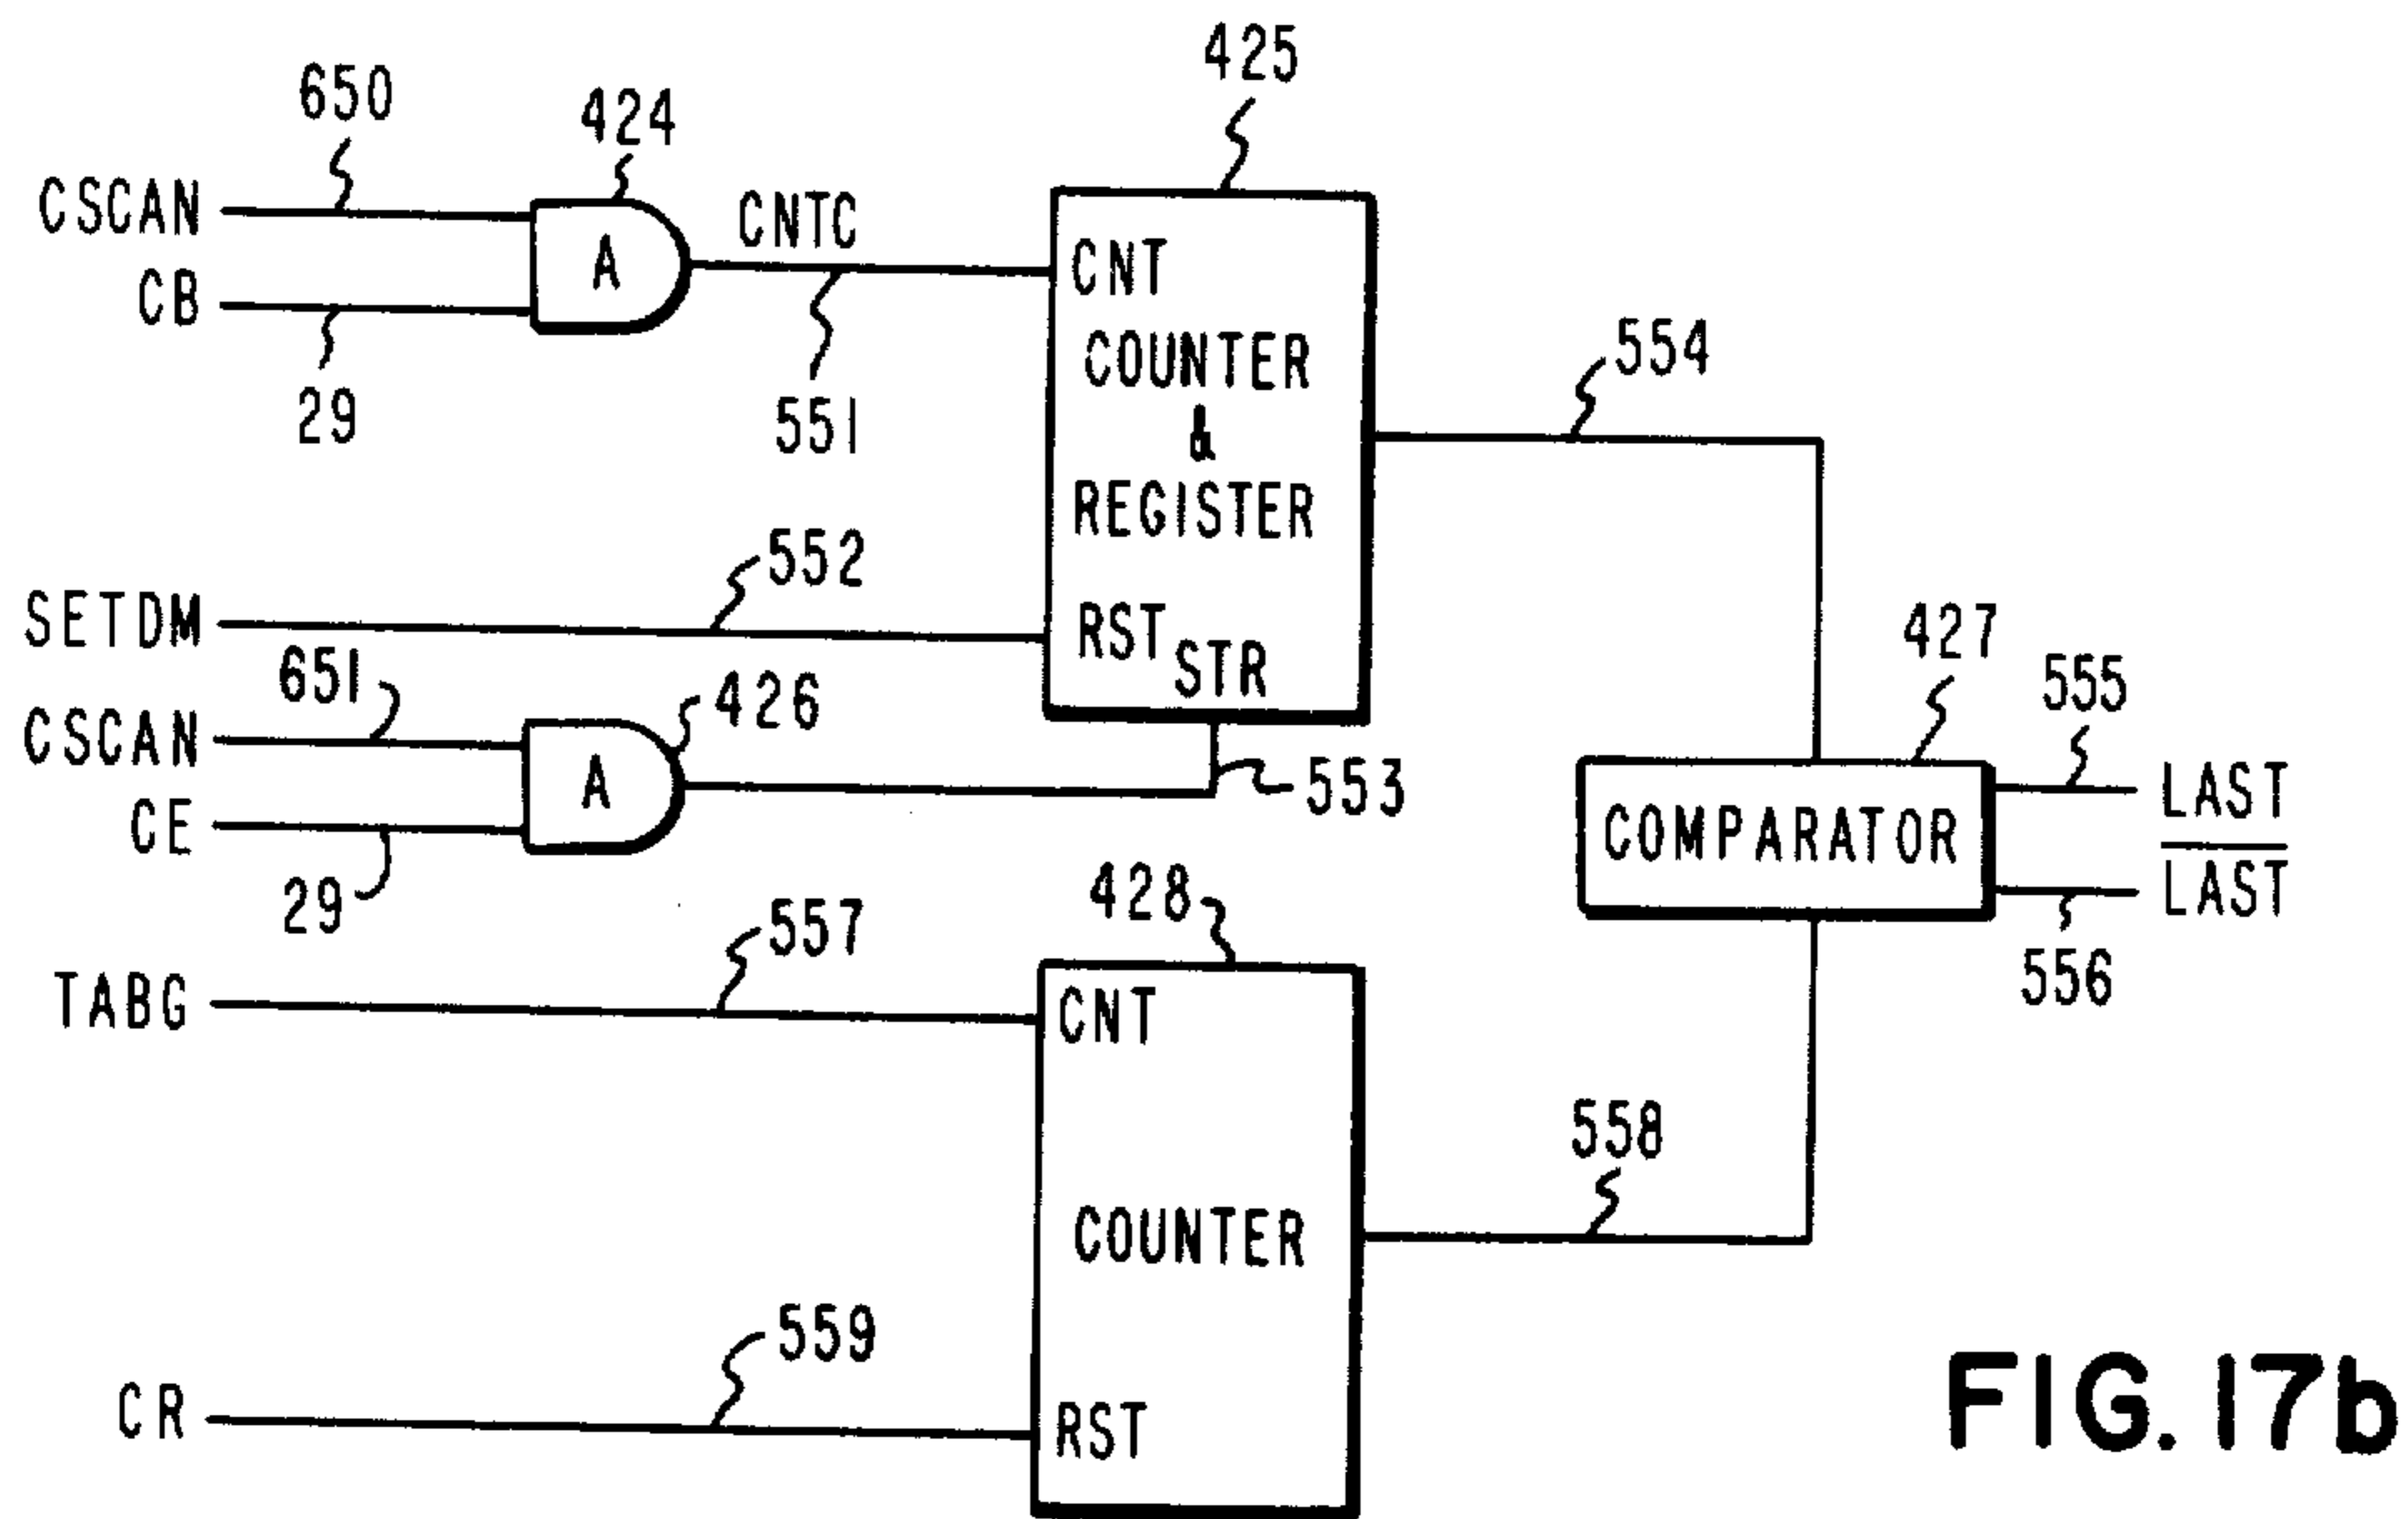 425
650
424
CSCAN
CNTC
CNT
A
CB
COUNTER
&
REGISTER
29
551
554
552
SETDM
RST
STR
427
651
426
555
CSCAN
A
553
LAST
CE
COMPARATOR
LAST
29
557
428
556
TABG
CNT
558
COUNTER
559
CR
RST
FIG. 17b